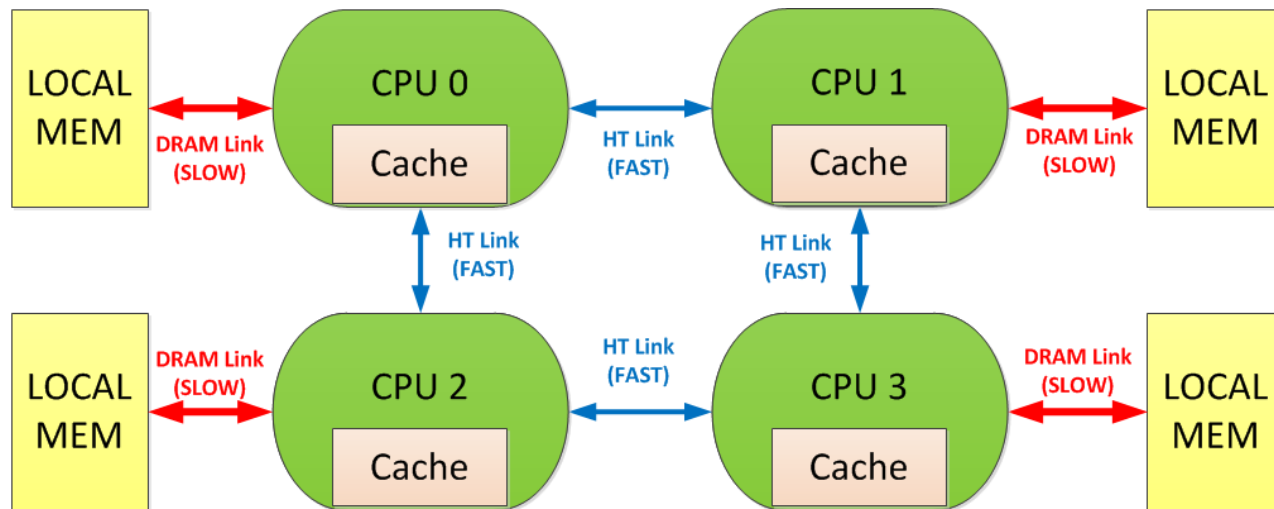 LOCAL
MEM
DRAM Link
(SLOW)
CPU 0
Cache
HT Link
(FAST)
CPU 1
Cache
DRAM Link
(SLOW)
LOCAL
MEM
HT Link
(FAST)
HT Link
(FAST)
LOCAL
MEM
DRAM Link
(SLOW)
CPU 2
Cache
HT Link
(FAST)
CPU 3
Cache
DRAM Link
(SLOW)
LOCAL
MEM